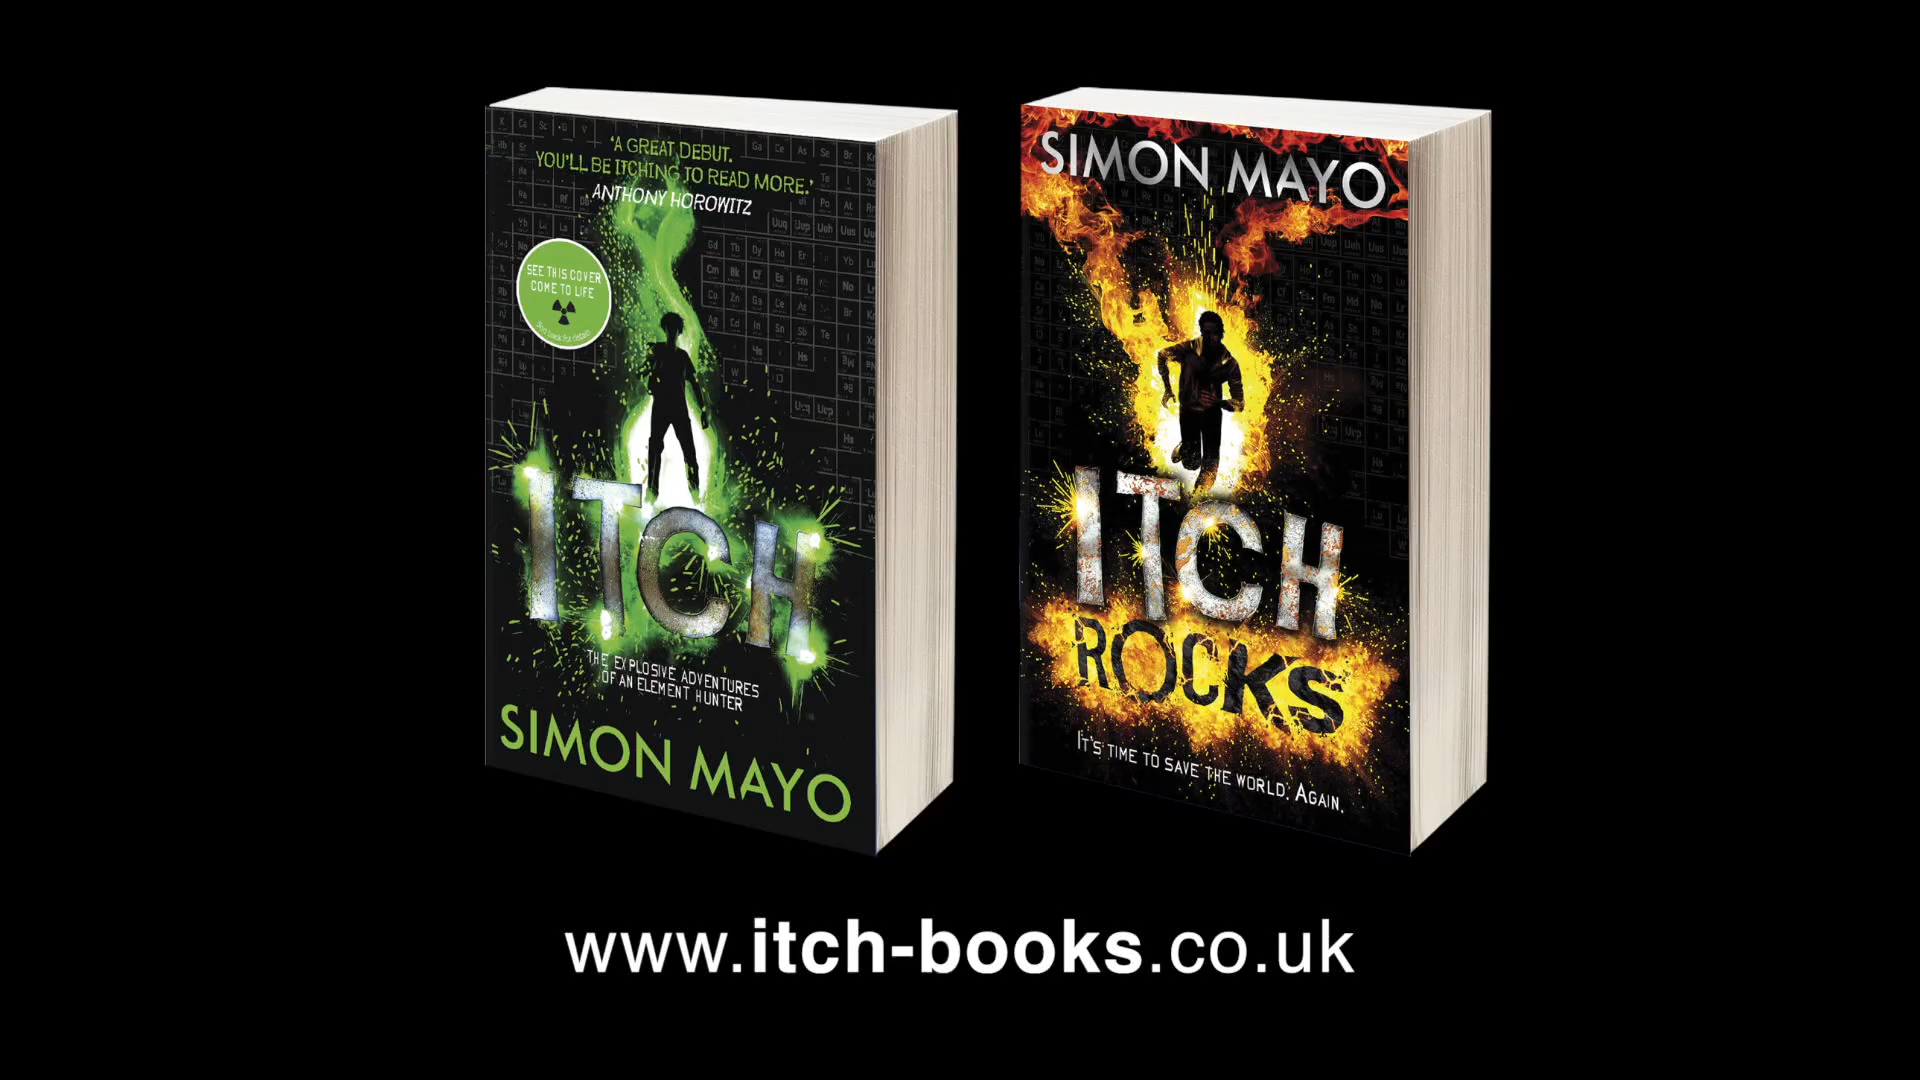 'A GREAT DEBUT.
YOU'LL BE ITCHING TO READ MORE.'
ANTHONY HOROWITZ
SEE THIS COVER
COME TO LIFE
ITCH
THE EXPLOSIVE ADVENTURES
OF AN ELEMENT HUNTER
SIMON MAYO
SIMON MAYO
ITCH
ROCKS
IT'S TIME TO SAVE THE WORLD. AGAIN.
www.itch-books.co.uk